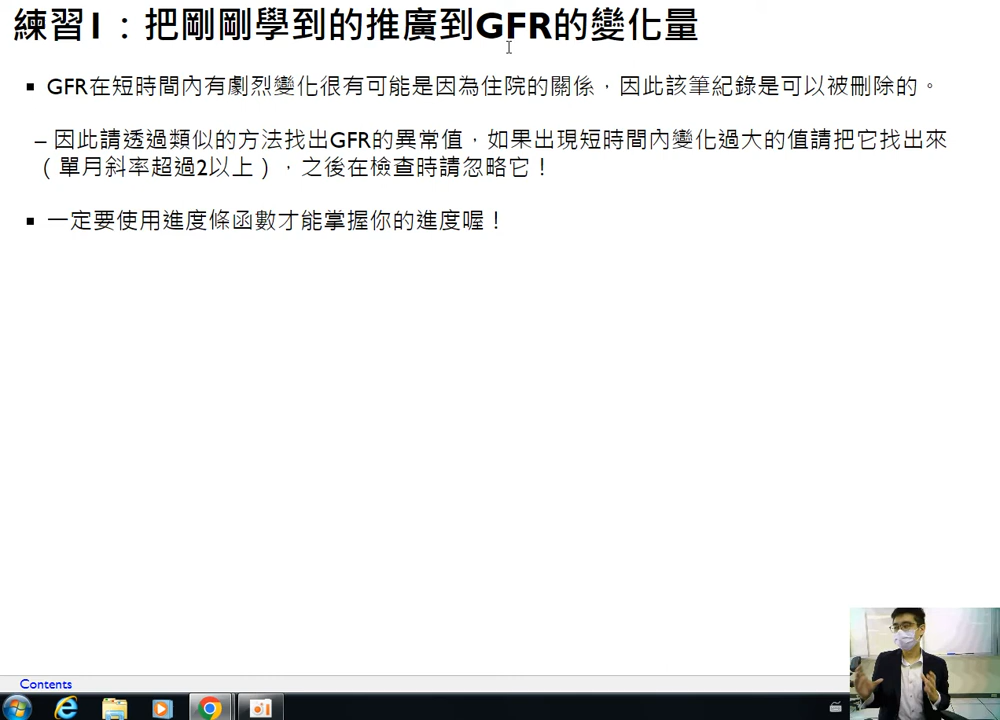 練習1：把剛剛學到的推廣到GFR的變化量
▪ GFR在短時間內有劇烈變化很有可能是因為住院的關係，因此該筆紀錄是可以被刪除的。
– 因此請透過類似的方法找出GFR的異常值，如果出現短時間內變化過大的值請把它找出來
（單月斜率超過2以上），之後在檢查時請忽略它！
▪ 一定要使用進度條函數才能掌握你的進度喔！
Contents